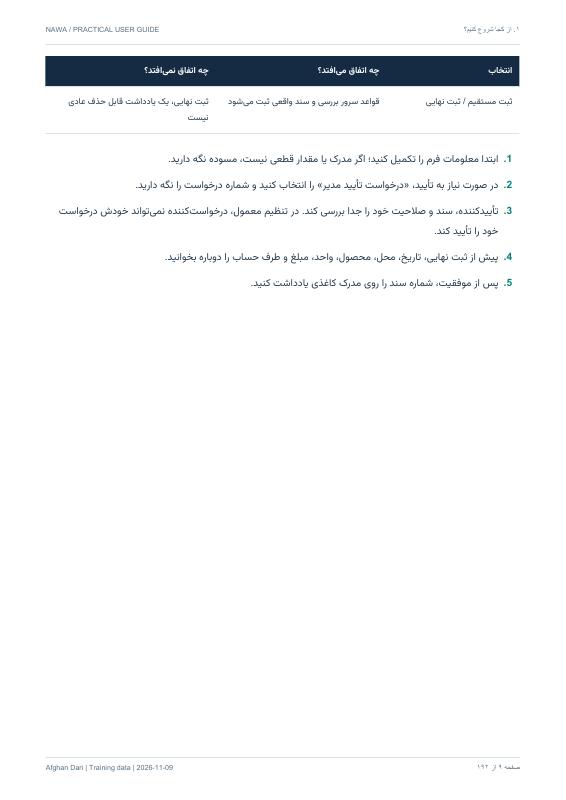 ۱. از کجا شروع کنیم؟
NAWA / PRACTICAL USER GUIDE
انتخاب چه اتفاق می‌افتد؟ چه اتفاق نمی‌افتد؟
ثبت مستقیم / ثبت نهایی قواعد سرور بررسی و سند واقعی ثبت می‌شود ثبت نهایی، یک یادداشت قابل حذف عادی
نیست
1. ابتدا معلومات فرم را تکمیل کنید؛ اگر مدرک یا مقدار قطعی نیست، مسوده نگه دارید.
2. در صورت نیاز به تأیید، «درخواست تأیید مدیر» را انتخاب کنید و شماره درخواست را نگه دارید.
3. تأییدکننده، سند و صلاحیت خود را جدا بررسی کند. در تنظیم معمول، درخواست‌کننده نمی‌تواند خودش درخواست
خود را تأیید کند.
4. پیش از ثبت نهایی، تاریخ، محل، محصول، واحد، مبلغ و طرف حساب را دوباره بخوانید.
5. پس از موفقیت، شماره سند را روی مدرک کاغذی یادداشت کنید.
صفحه ۹ از ۱۹۲
Afghan Dari | Training data | 2026-11-09